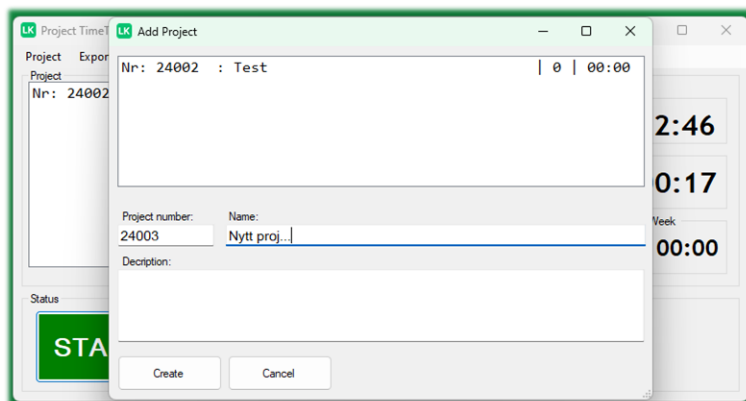 LK Project TimeT
LK Add Project
Project Expor
Project
Nr: 24002
Nr: 24002 : Test | 0 | 00:00
2:46
0:17
Week
00:00
Project number:
Name:
24003
Nytt proj...
Decription:
Status
STA
Create
Cancel